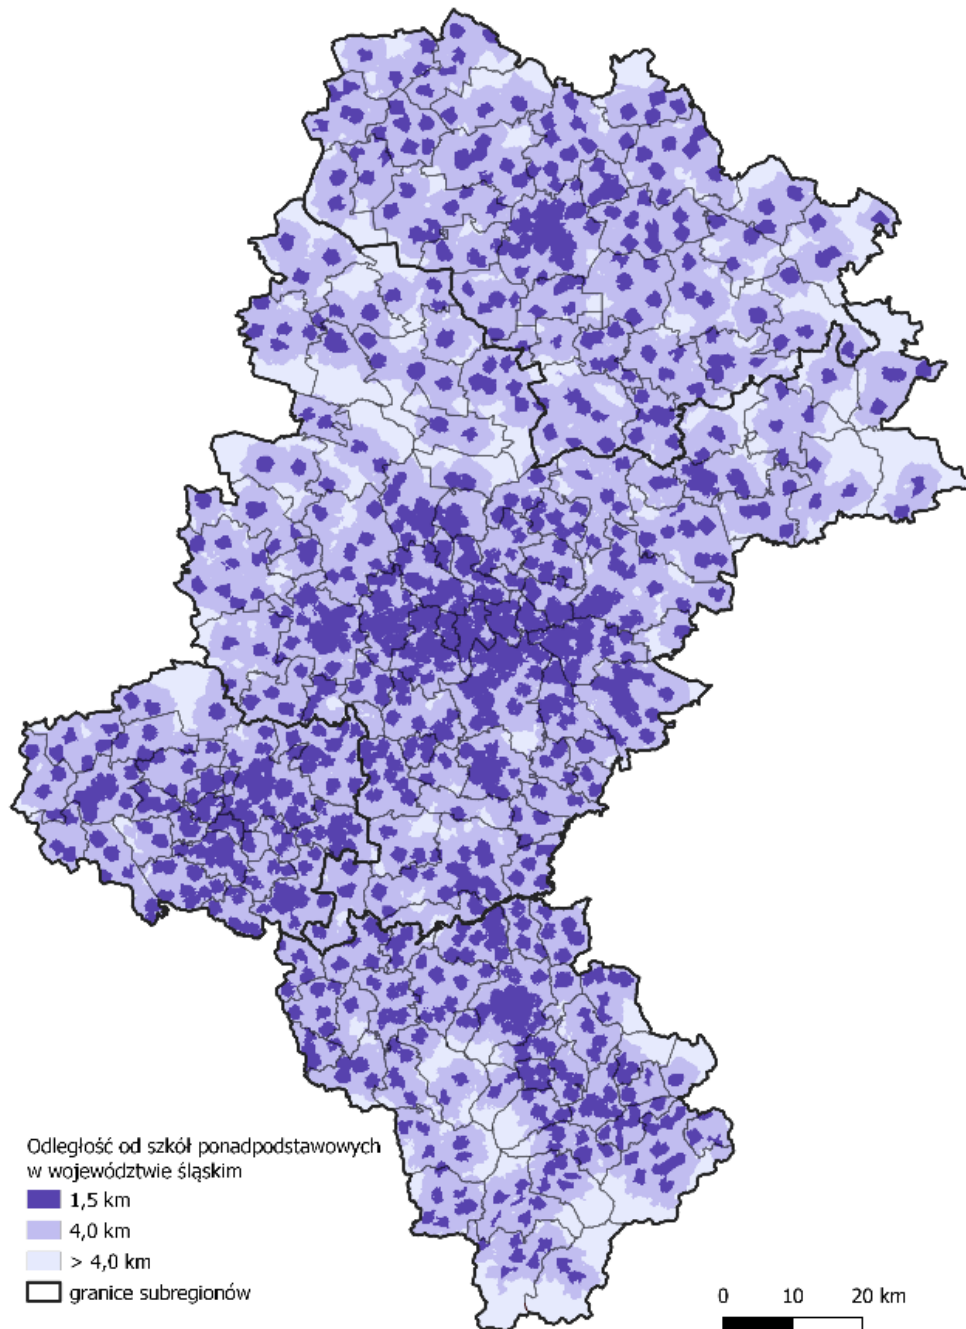 Odległość od szkół ponadpodstawowych
w województwie śląskim
1,5 km
4,0 km
> 4,0 km
granice subregionów
0 10 20 km